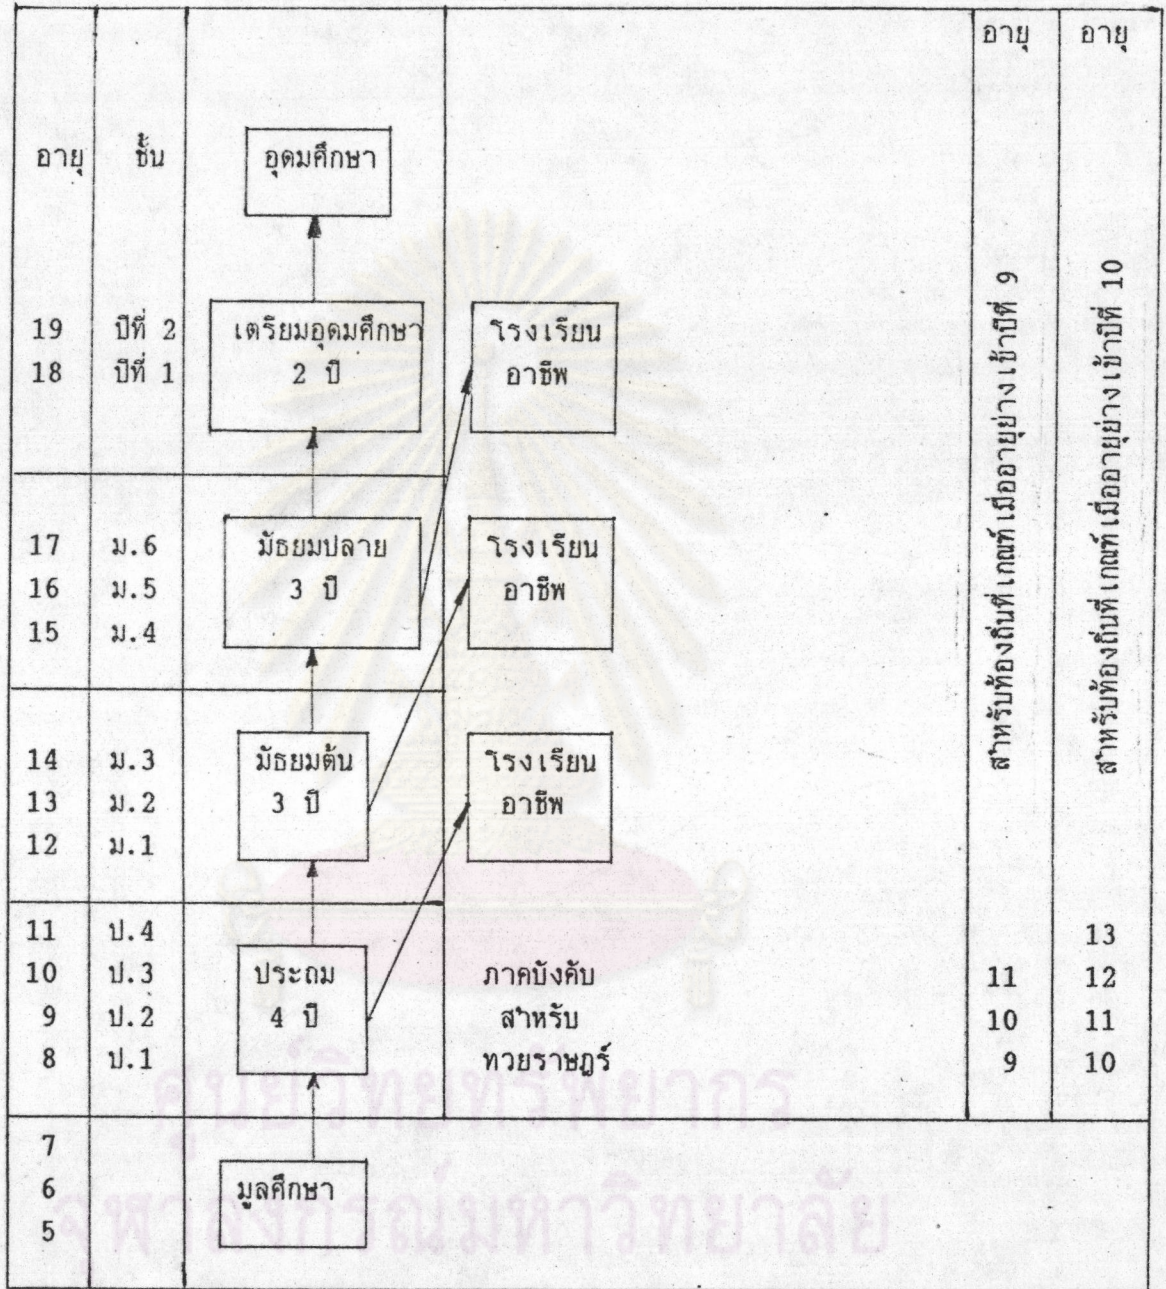 อายุ อายุ
อายุ ชั้น อุดมศึกษา
19 ปีที่ 2 เตรียมอุดมศึกษา โรงเรียน
18 ปีที่ 1 2 ปี อาชีพ
17 ม.6 มัธยมปลาย โรงเรียน
16 ม.5 3 ปี อาชีพ
15 ม.4
14 ม.3 มัธยมต้น โรงเรียน
13 ม.2 3 ปี อาชีพ
12 ม.1
สำหรับท้องถิ่นที่เกณฑ์เมื่ออายุย่างเข้าปีที่ 9
สำหรับท้องถิ่นที่เกณฑ์เมื่ออายุย่างเข้าปีที่ 10
11 ป.4 13
10 ป.3 ประถม ภาคบังคับ 11 12
9 ป.2 4 ปี สำหรับ 10 11
8 ป.1 ทวยราษฎร์ 9 10
7
6 มูลศึกษา
5
ศูนย์วิทยทรัพยากร
จุฬาลงกรณ์มหาวิทยาลัย